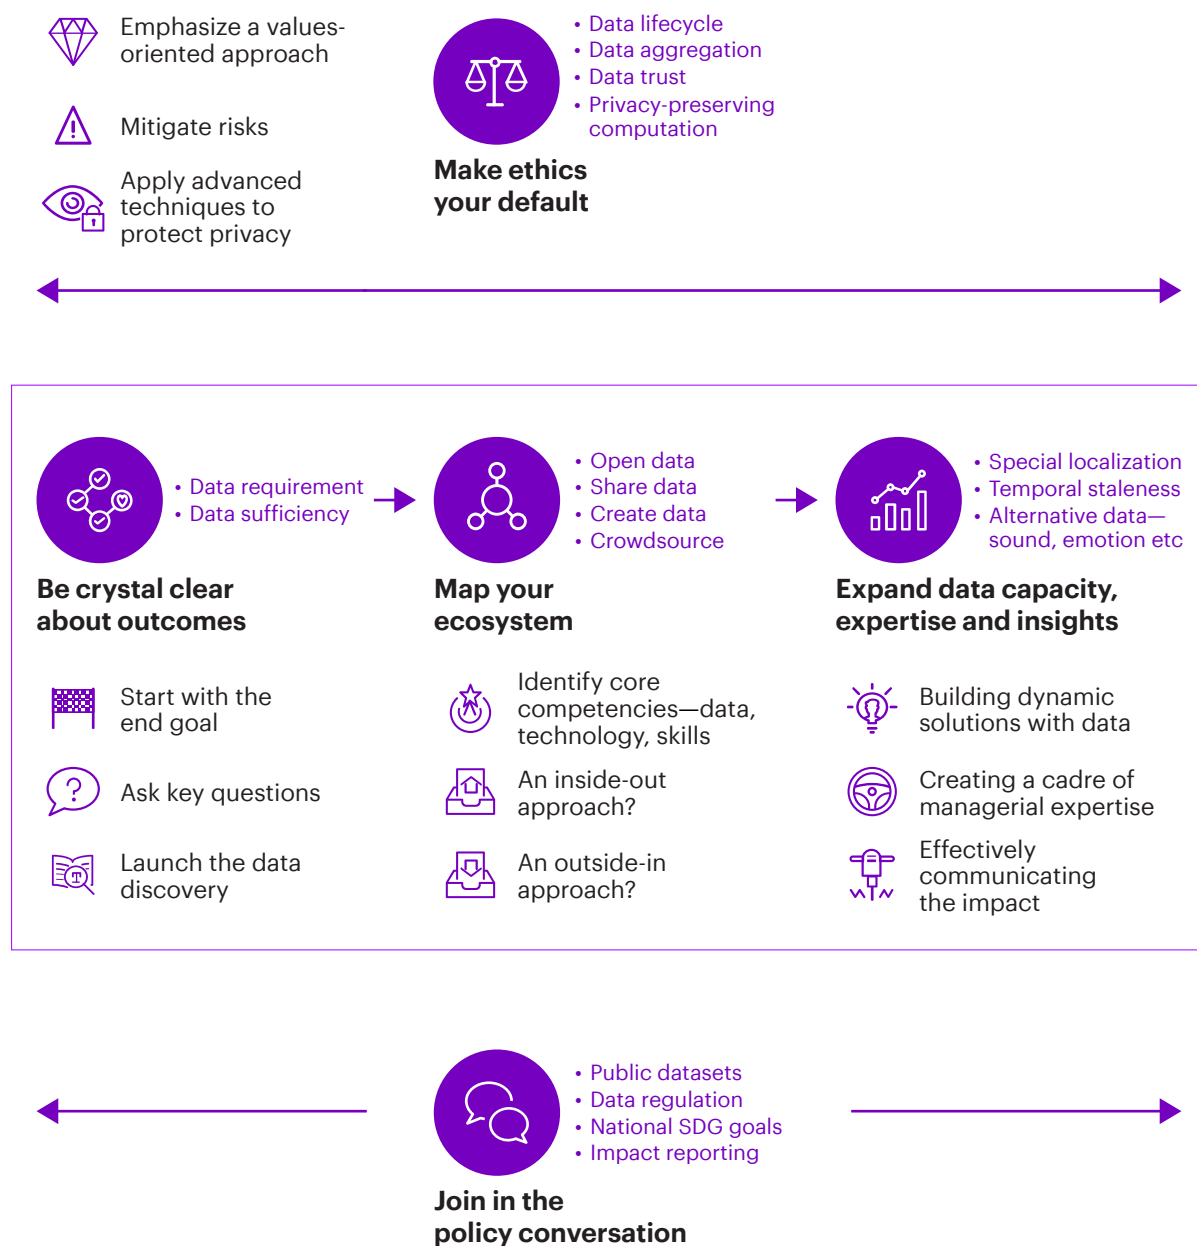 Emphasize a values-
oriented approach
Mitigate risks
Apply advanced
techniques to
protect privacy
• Data lifecycle
• Data aggregation
• Data trust
• Privacy-preserving
computation
Make ethics
your default
• Data requirement
• Data sufficiency
Be crystal clear
about outcomes
Start with the
end goal
Ask key questions
Launch the data
discovery
• Open data
• Share data
• Create data
• Crowdsource
Map your
ecosystem
Identify core
competencies—data,
technology, skills
An inside-out
approach?
An outside-in
approach?
• Special localization
• Temporal staleness
• Alternative data—
sound, emotion etc
Expand data capacity,
expertise and insights
Building dynamic
solutions with data
Creating a cadre of
managerial expertise
Effectively
communicating
the impact
• Public datasets
• Data regulation
• National SDG goals
• Impact reporting
Join in the
policy conversation